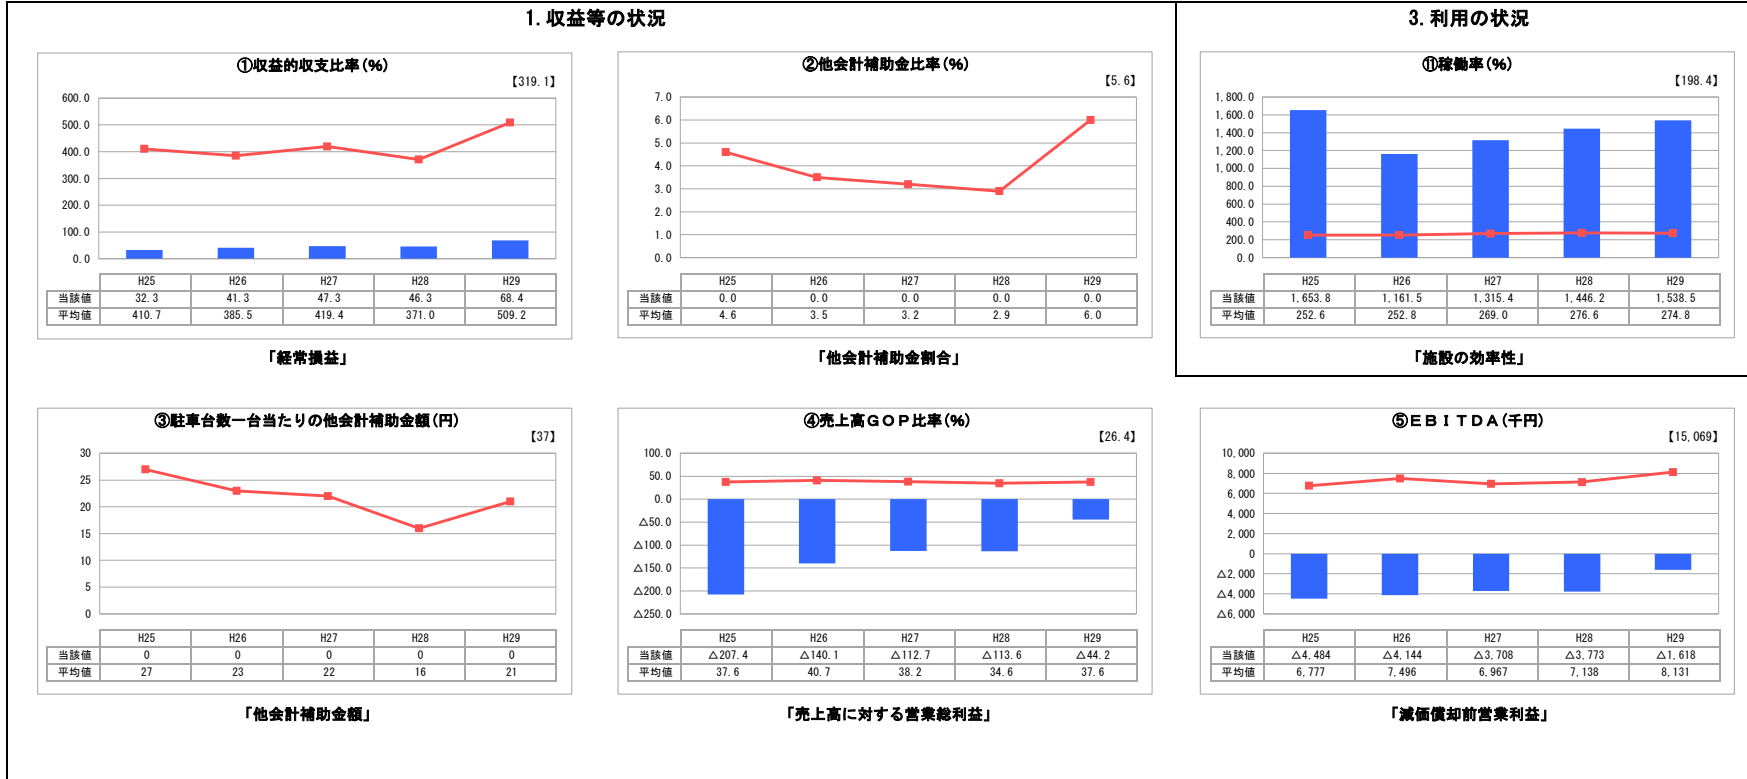 1. 収益等の状況
3. 利用の状況
①収益的収支比率(%)
【319.1】
600.0
500.0
400.0
300.0
200.0
100.0
0.0
H25 H26 H27 H28 H29
当該値 32.3 41.3 47.3 46.3 68.4
平均値 410.7 385.5 419.4 371.0 509.2
「経常損益」
②他会計補助金比率(%)
【5.6】
7.0
6.0
5.0
4.0
3.0
2.0
1.0
0.0
H25 H26 H27 H28 H29
当該値 0.0 0.0 0.0 0.0 0.0
平均値 4.6 3.5 3.2 2.9 6.0
「他会計補助金割合」
⑪稼働率(%)
【198.4】
1,800.0
1,600.0
1,400.0
1,200.0
1,000.0
800.0
600.0
400.0
200.0
0.0
H25 H26 H27 H28 H29
当該値 1,653.8 1,161.5 1,315.4 1,446.2 1,538.5
平均値 252.6 252.8 269.0 276.6 274.8
「施設の効率性」
③駐車台数一台当たりの他会計補助金額(円)
【37】
30
25
20
15
10
5
0
H25 H26 H27 H28 H29
当該値 0 0 0 0 0
平均値 27 23 22 16 21
「他会計補助金額」
④売上高GOP比率(%)
【26.4】
100.0
50.0
0.0
△50.0
△100.0
△150.0
△200.0
△250.0
H25 H26 H27 H28 H29
当該値 △207.4 △140.1 △112.7 △113.6 △44.2
平均値 37.6 40.7 38.2 34.6 37.6
「売上高に対する営業総利益」
⑤EBITDA(千円)
【15,069】
10,000
8,000
6,000
4,000
2,000
0
△2,000
△4,000
△6,000
H25 H26 H27 H28 H29
当該値 △4,484 △4,144 △3,708 △3,773 △1,618
平均値 6,777 7,496 6,967 7,138 8,131
「減価償却前営業利益」